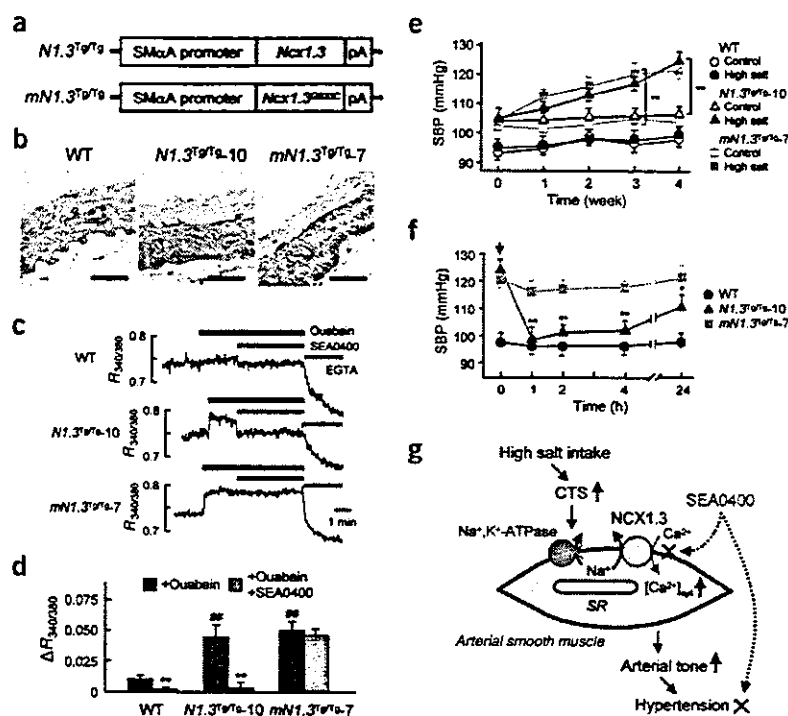 a
N1.3Tg/Tg
SMαA promoter Ncx1.3 pA
mN1.3Tg/Tg
SMαA promoter Ncx1.3 pA
b
WT N1.3Tg/Tg-10 mN1.3Tg/Tg-7
c
Ouabain
SEA0400
EGTA
WT
R340/380
0.8
0.7
N1.3Tg/Tg-10
R340/380
0.8
0.7
mN1.3Tg/Tg-7
R340/380
0.8
0.7
1 min
d
+Ouabain
+Ouabain
+SEA0400
ΔR340/380
0.075
0.050
0.025
0
## ##
** **
WT N1.3Tg/Tg-10 mN1.3Tg/Tg-7
e
SBP (mmHg)
130
120
110
100
90
0 1 2 3 4
Time (week)
WT
Control
High salt
N1.3Tg/Tg-10
Control
High salt
mN1.3Tg/Tg-7
Control
High salt
f
SBP (mmHg)
130
120
110
100
90
** ** ** *
0 1 2 4 24
Time (h)
WT
N1.3Tg/Tg-10
mN1.3Tg/Tg-7
g
High salt intake
CTS
SEA0400
Na+,K+-ATPase
NCX1.3
Ca2+
Na+
[Ca2+]cyt
SR
Arterial smooth muscle
Arterial tone
Hypertension